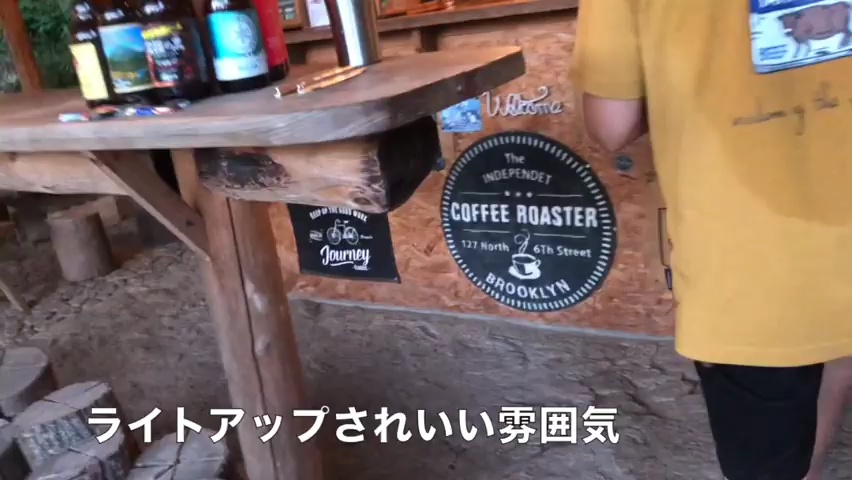 Welcome
The
INDEPENDET
COFFEE ROASTER
127 North 6TH Street
BROOKLYN
KEEP UP THE GOOD WORK
Journey
ライトアップされいい雰囲気